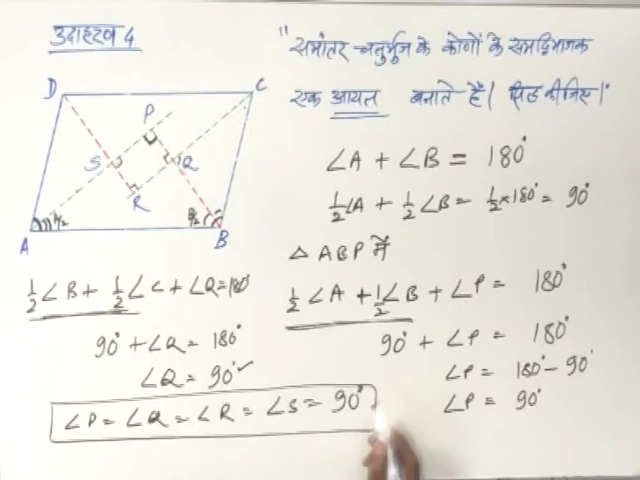 उदाहरण 4
"समांतर चतुर्भुज के कोणों के समद्विभाजक
एक आयत बनाते है। सिद्ध कीजिए।
D C
P
S Q
R
A/2 B/2
A B
∠A + ∠B = 180°
½∠A + ½∠B = ½×180° = 90°
△ ABP में
½∠A + ½∠B + ∠P = 180°
90° + ∠P = 180°
∠P = 180° - 90°
∠P = 90°
½∠B + ½∠C + ∠Q = 180°
90° + ∠Q = 180°
∠Q = 90° ✓
∠P = ∠Q = ∠R = ∠S = 90°